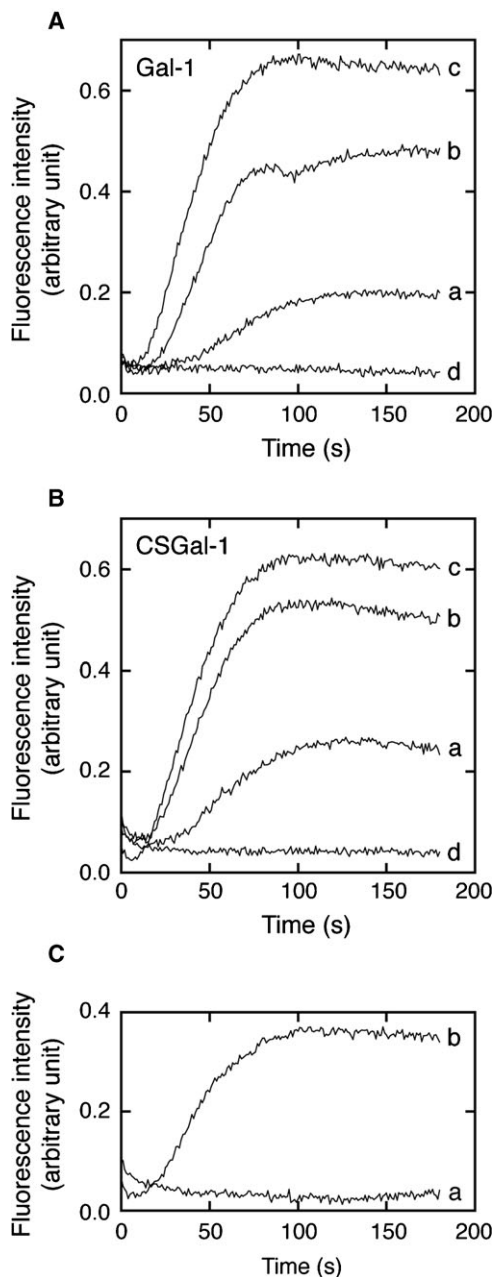 A
Gal-1
Fluorescence intensity
(arbitrary unit)
0.6
0.4
0.2
0.0
c
b
a
d
0 50 100 150 200
Time (s)
B
CSGal-1
Fluorescence intensity
(arbitrary unit)
0.6
0.4
0.2
0.0
c
b
a
d
0 50 100 150 200
Time (s)
C
Fluorescence intensity
(arbitrary unit)
0.4
0.2
0.0
b
a
0 50 100 150 200
Time (s)